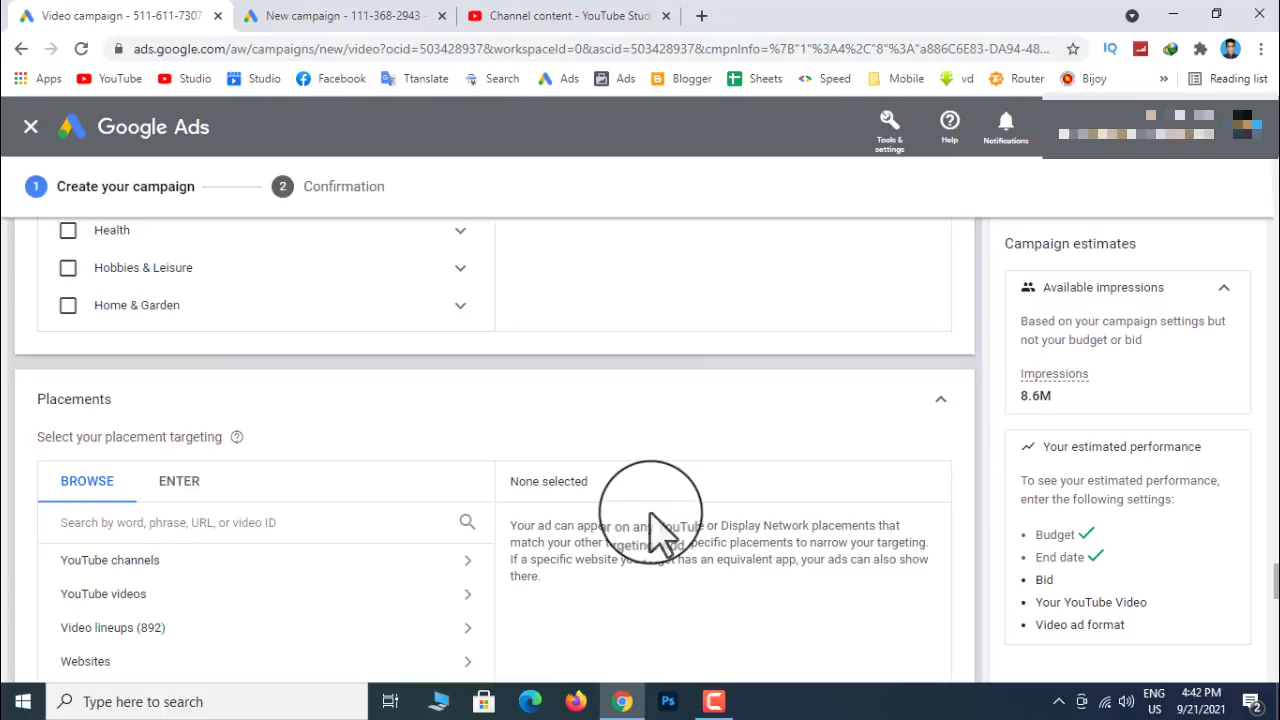 Video campaign - 511-611-7307
New campaign - 111-368-2943 -
Channel content - YouTube Stud
ads.google.com/aw/campaigns/new/video?ocid=503428937&workspaceId=0&ascid=503428937&cmpnInfo=%7B"1"%3A4%2C"8"%3A"a886C6E83-DA94-48...
Apps
YouTube
Studio
Studio
Facebook
Translate
Search
Ads
Ads
Blogger
Sheets
Speed
Mobile
vd
Router
Bijoy
»
Reading list
Google Ads
Tools &
settings
Help
Notifications
1 Create your campaign
2 Confirmation
Health
Hobbies & Leisure
Home & Garden
Placements
Select your placement targeting
BROWSE
ENTER
Search by word, phrase, URL, or video ID
YouTube channels
YouTube videos
Video lineups (892)
Websites
None selected
Your ad can appear on any YouTube or Display Network placements that
match your other targeting. Add specific placements to narrow your targeting.
If a specific website you target has an equivalent app, your ads can also show
there.
Campaign estimates
Available impressions
Based on your campaign settings but
not your budget or bid
Impressions
8.6M
Your estimated performance
To see your estimated performance,
enter the following settings:
• Budget
• End date
• Bid
• Your YouTube Video
• Video ad format
Type here to search
Ps
ENG
US
4:42 PM
9/21/2021
2